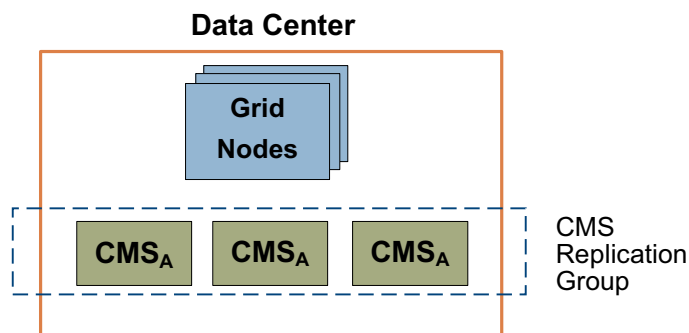 Data Center
Grid
Nodes
CMSA CMSA CMSA
CMS
Replication
Group